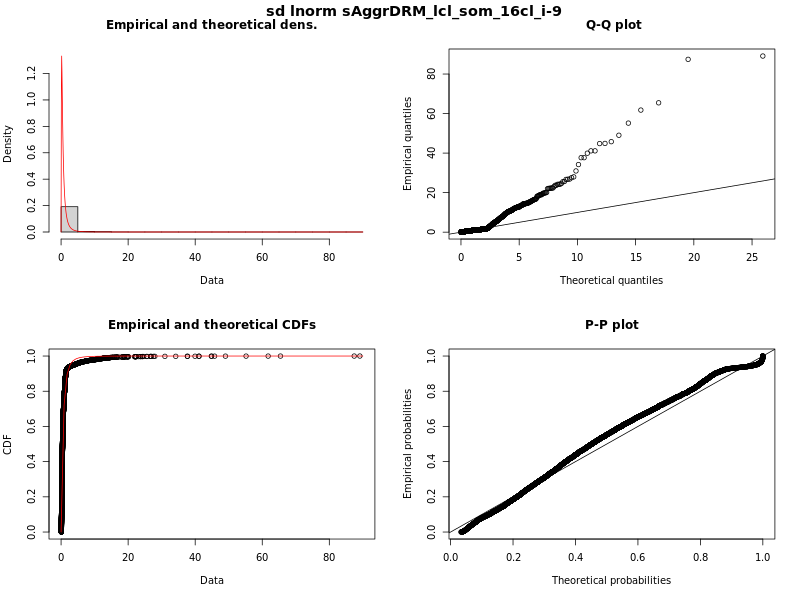 sd lnorm sAggrDRM_lcl_som_16cl_i-9
Empirical and theoretical dens.
Density
0.0 0.2 0.4 0.6 0.8 1.0 1.2
0 20 40 60 80
Data
Q-Q plot
Empirical quantiles
0 20 40 60 80
0 5 10 15 20 25
Theoretical quantiles
Empirical and theoretical CDFs
CDF
0.0 0.2 0.4 0.6 0.8 1.0
0 20 40 60 80
Data
P-P plot
Empirical probabilities
0.0 0.2 0.4 0.6 0.8 1.0
0.0 0.2 0.4 0.6 0.8 1.0
Theoretical probabilities